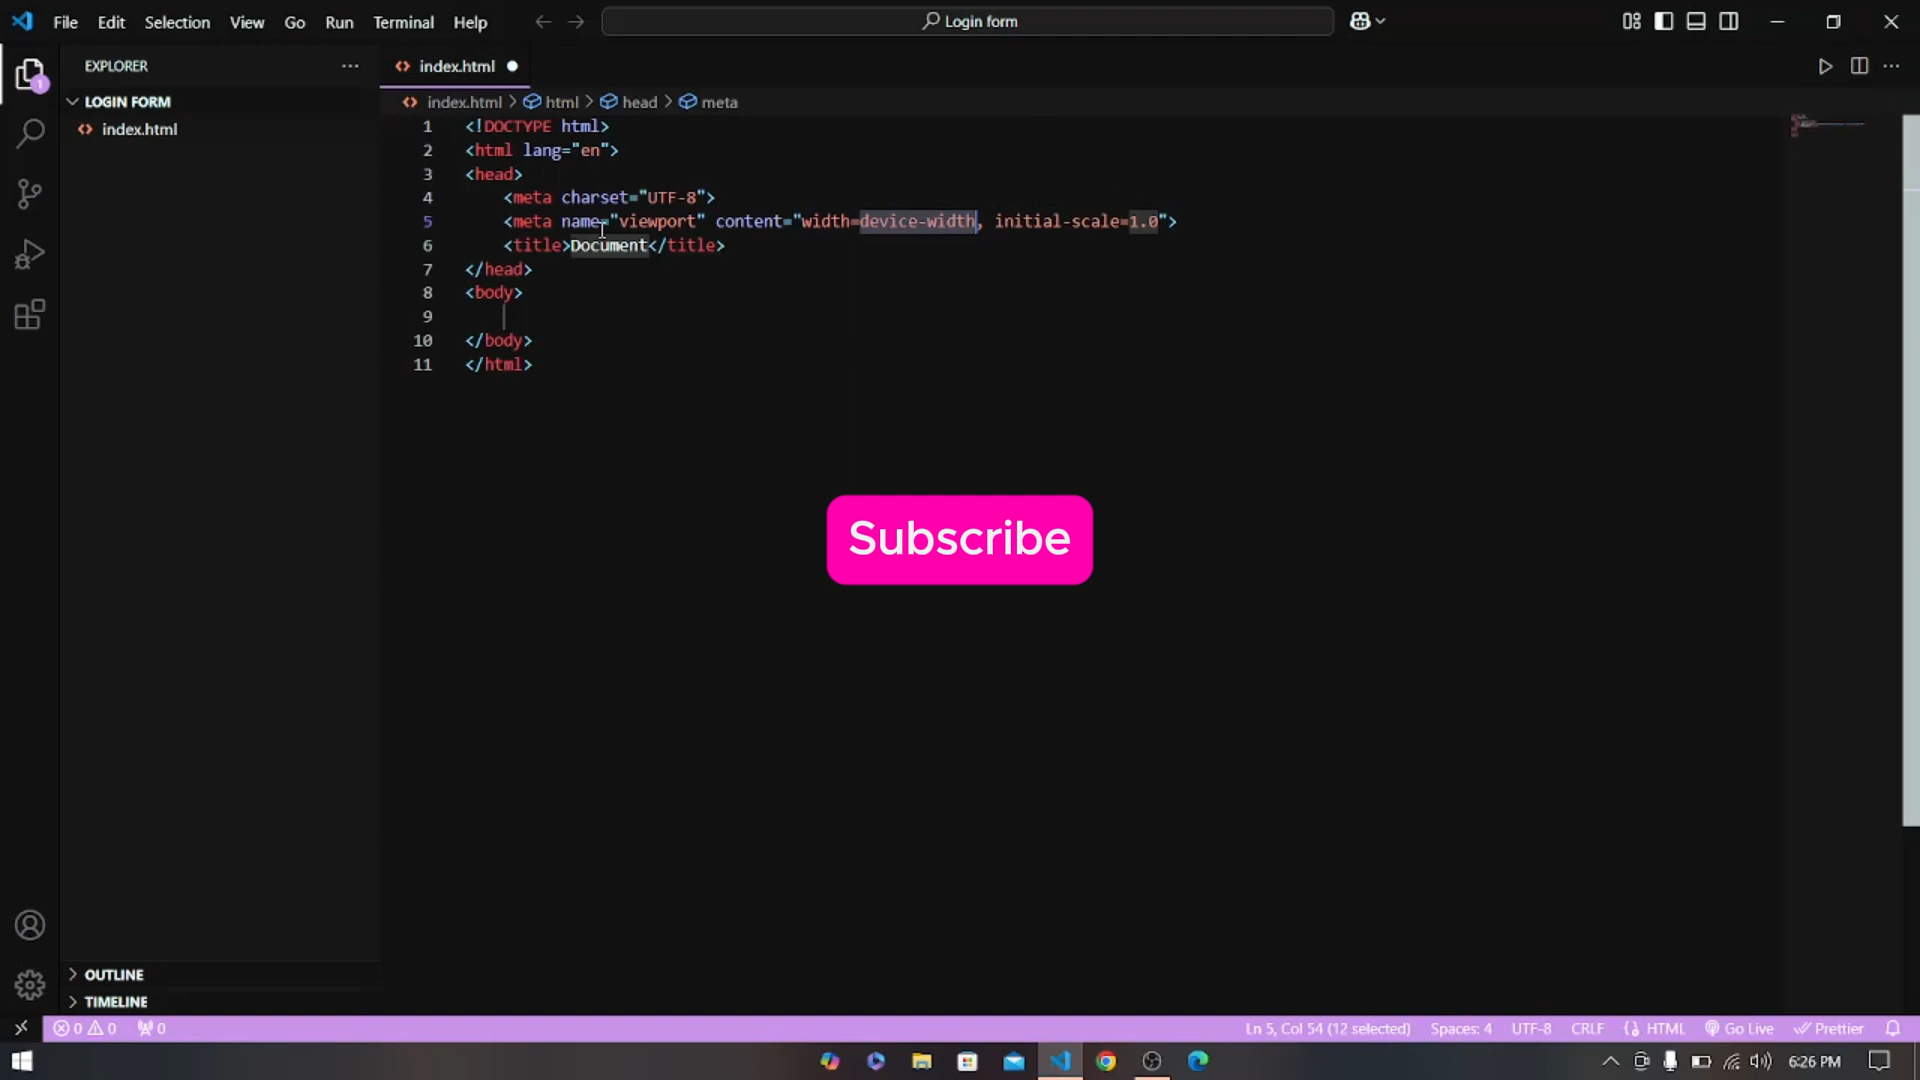 File Edit Selection View Go Run Terminal Help
Login form
EXPLORER
index.html
LOGIN FORM
index.html > html > head > meta
index.html
1 <!DOCTYPE html>
2 <html lang="en">
3 <head>
4 <meta charset="UTF-8">
5 <meta name="viewport" content="width=device-width, initial-scale=1.0">
6 <title>Document</title>
7 </head>
8 <body>
9
10 </body>
11 </html>
Subscribe
1
OUTLINE
TIMELINE
0 0 0
Ln 5, Col 54 (12 selected) Spaces: 4 UTF-8 CRLF HTML Go Live Prettier
6:26 PM